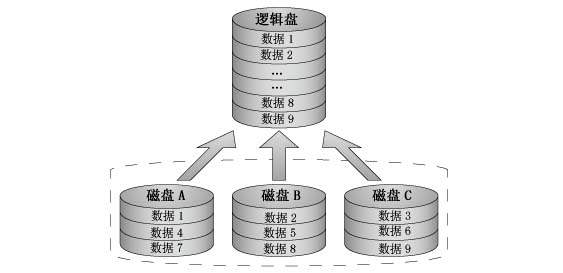 逻辑盘
数据 1
数据 2
...
...
数据 8
数据 9
磁盘 A 磁盘 B 磁盘 C
数据 1 数据 2 数据 3
数据 4 数据 5 数据 6
数据 7 数据 8 数据 9